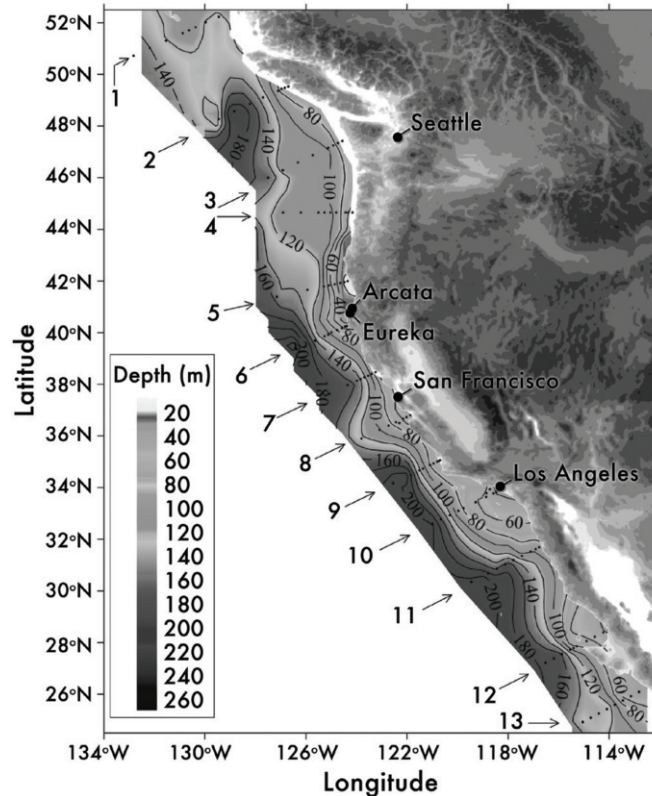 52°N
50°N
48°N
46°N
44°N
42°N
40°N
38°N
36°N
34°N
32°N
30°N
28°N
26°N
Latitude
134°W
130°W
126°W
122°W
118°W
114°W
Longitude
Depth (m)
20
40
60
80
100
120
140
160
180
200
220
240
260
1
2
3
4
5
6
7
8
9
10
11
12
13
Seattle
Arcata
Eureka
San Francisco
Los Angeles
140
80
180
140
100
120
60
160
40
80
200
140
180
100
80
160
100
200
80
60
140
200
100
180
160
120
60
80